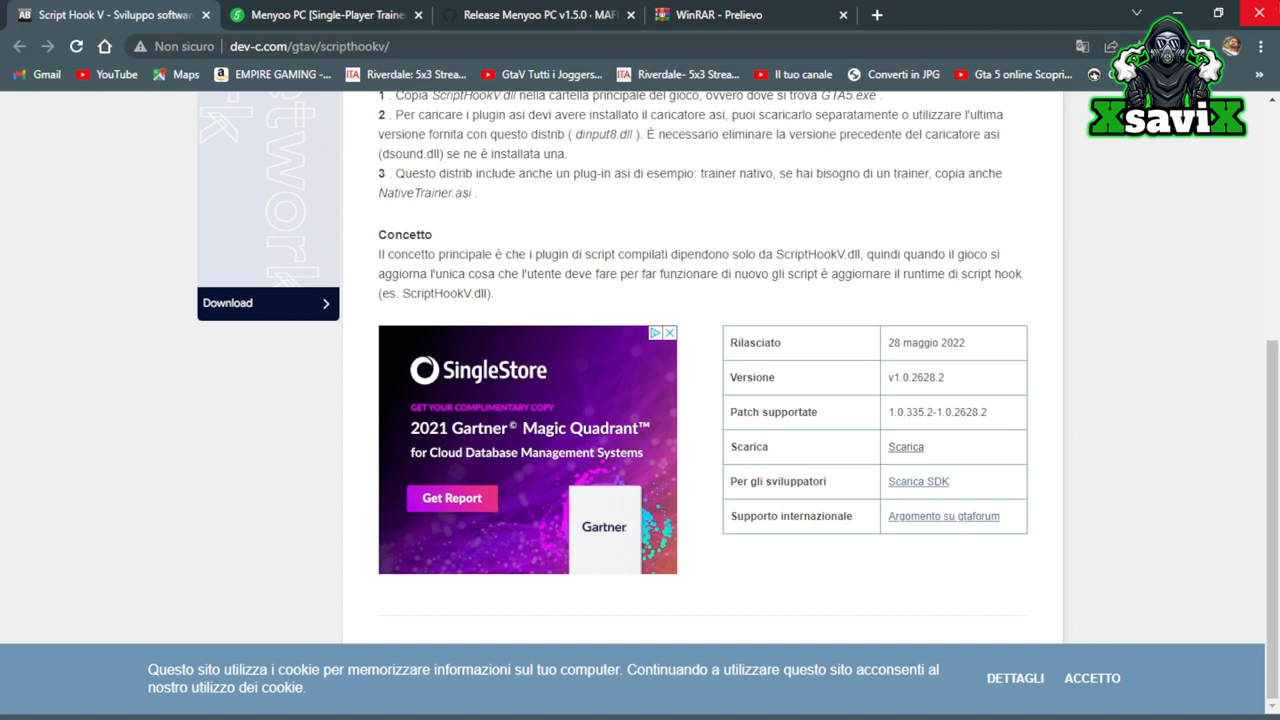 Script Hook V - Sviluppo softwar
Menyoo PC [Single-Player Traine
Release Menyoo PC v1.5.0 · MAFI
WinRAR - Prelievo
Non sicuro
dev-c.com/gtav/scripthookv/
Gmail
YouTube
Maps
EMPIRE GAMING -...
Riverdale: 5x3 Strea...
GtaV Tutti i Joggers...
Riverdale- 5x3 Strea...
Il tuo canale
Converti in JPG
Gta 5 online Scopri...
»
XsaviX
Download
1 . Copia ScriptHookV.dll nella cartella principale del gioco, ovvero dove si trova GTA5.exe .
2 . Per caricare i plugin asi devi avere installato il caricatore asi, puoi scaricarlo separatamente o utilizzare l'ultima
versione fornita con questo distrib ( dinput8.dll ). È necessario eliminare la versione precedente del caricatore asi
(dsound.dll) se ne è installata una.
3 . Questo distrib include anche un plug-in asi di esempio: trainer nativo, se hai bisogno di un trainer, copia anche
NativeTrainer.asi .
Concetto
Il concetto principale è che i plugin di script compilati dipendono solo da ScriptHookV.dll, quindi quando il gioco si
aggiorna l'unica cosa che l'utente deve fare per far funzionare di nuovo gli script è aggiornare il runtime di script hook
(es. ScriptHookV.dll).
SingleStore
GET YOUR COMPLIMENTARY COPY
2021 Gartner® Magic Quadrant™
for Cloud Database Management Systems
Get Report
Gartner
Rilasciato 28 maggio 2022
Versione v1.0.2628.2
Patch supportate 1.0.335.2-1.0.2628.2
Scarica Scarica
Per gli sviluppatori Scarica SDK
Supporto internazionale Argomento su gtaforum
Questo sito utilizza i cookie per memorizzare informazioni sul tuo computer. Continuando a utilizzare questo sito acconsenti al
nostro utilizzo dei cookie.
DETTAGLI ACCETTO